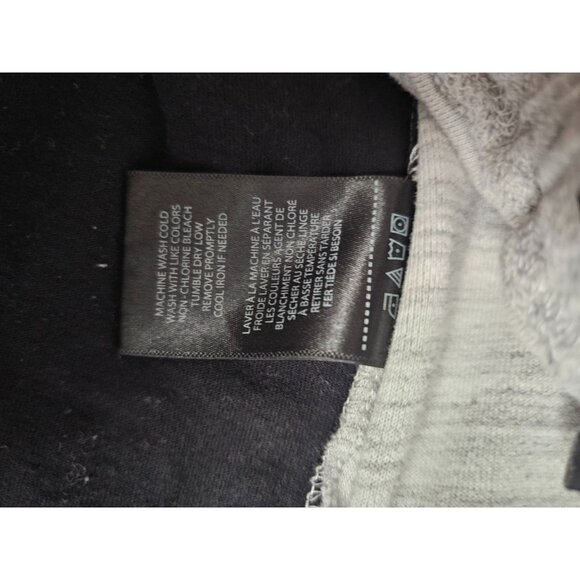 MACHINE WASH COLD
WASH WITH LIKE COLORS
NON-CHLORINE BLEACH
TUMBLE DRY LOW
REMOVE PROMPTLY
COOL IRON IF NEEDED
LAVER À LA MACHINE À L'EAU
FROIDE LAVER EN SÉPARANT
LES COULEURS AGENT DE
BLANCHIMENT NON CHLORÉ
SÉCHER AU SÈCHE-LINGE
À BASSE TEMPÉRATURE
RETIRER SANS TARDER
FER TIÈDE SI BESOIN